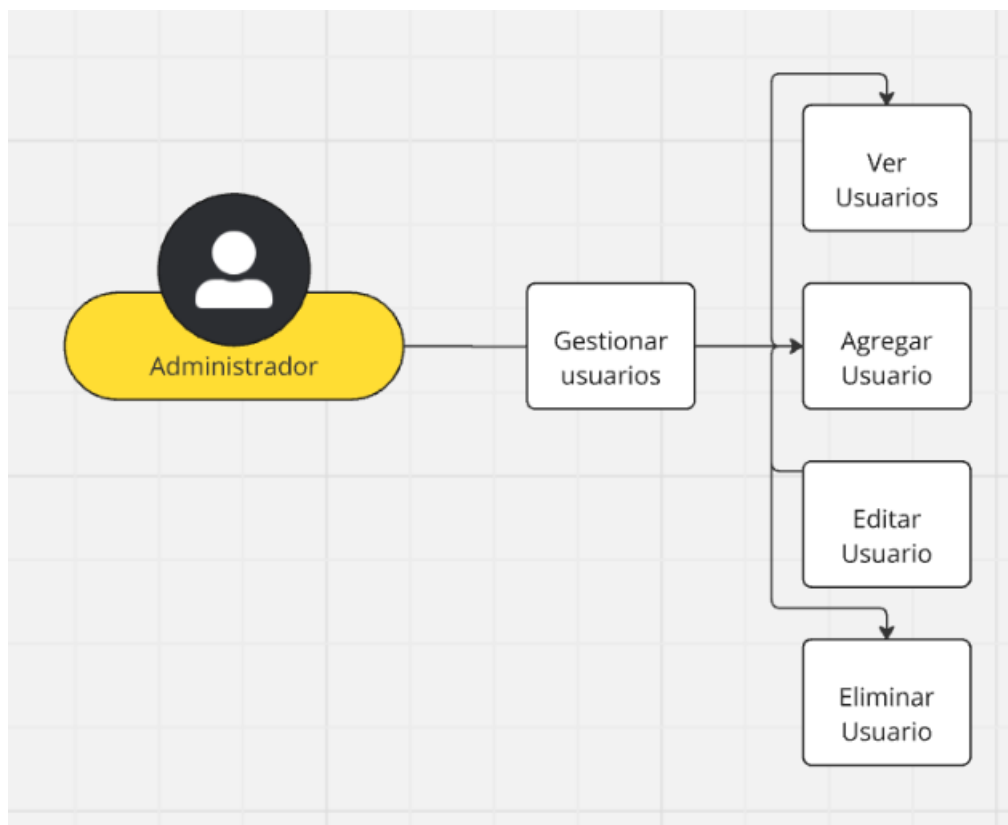 Administrador
Gestionar
usuarios
Ver
Usuarios
Agregar
Usuario
Editar
Usuario
Eliminar
Usuario